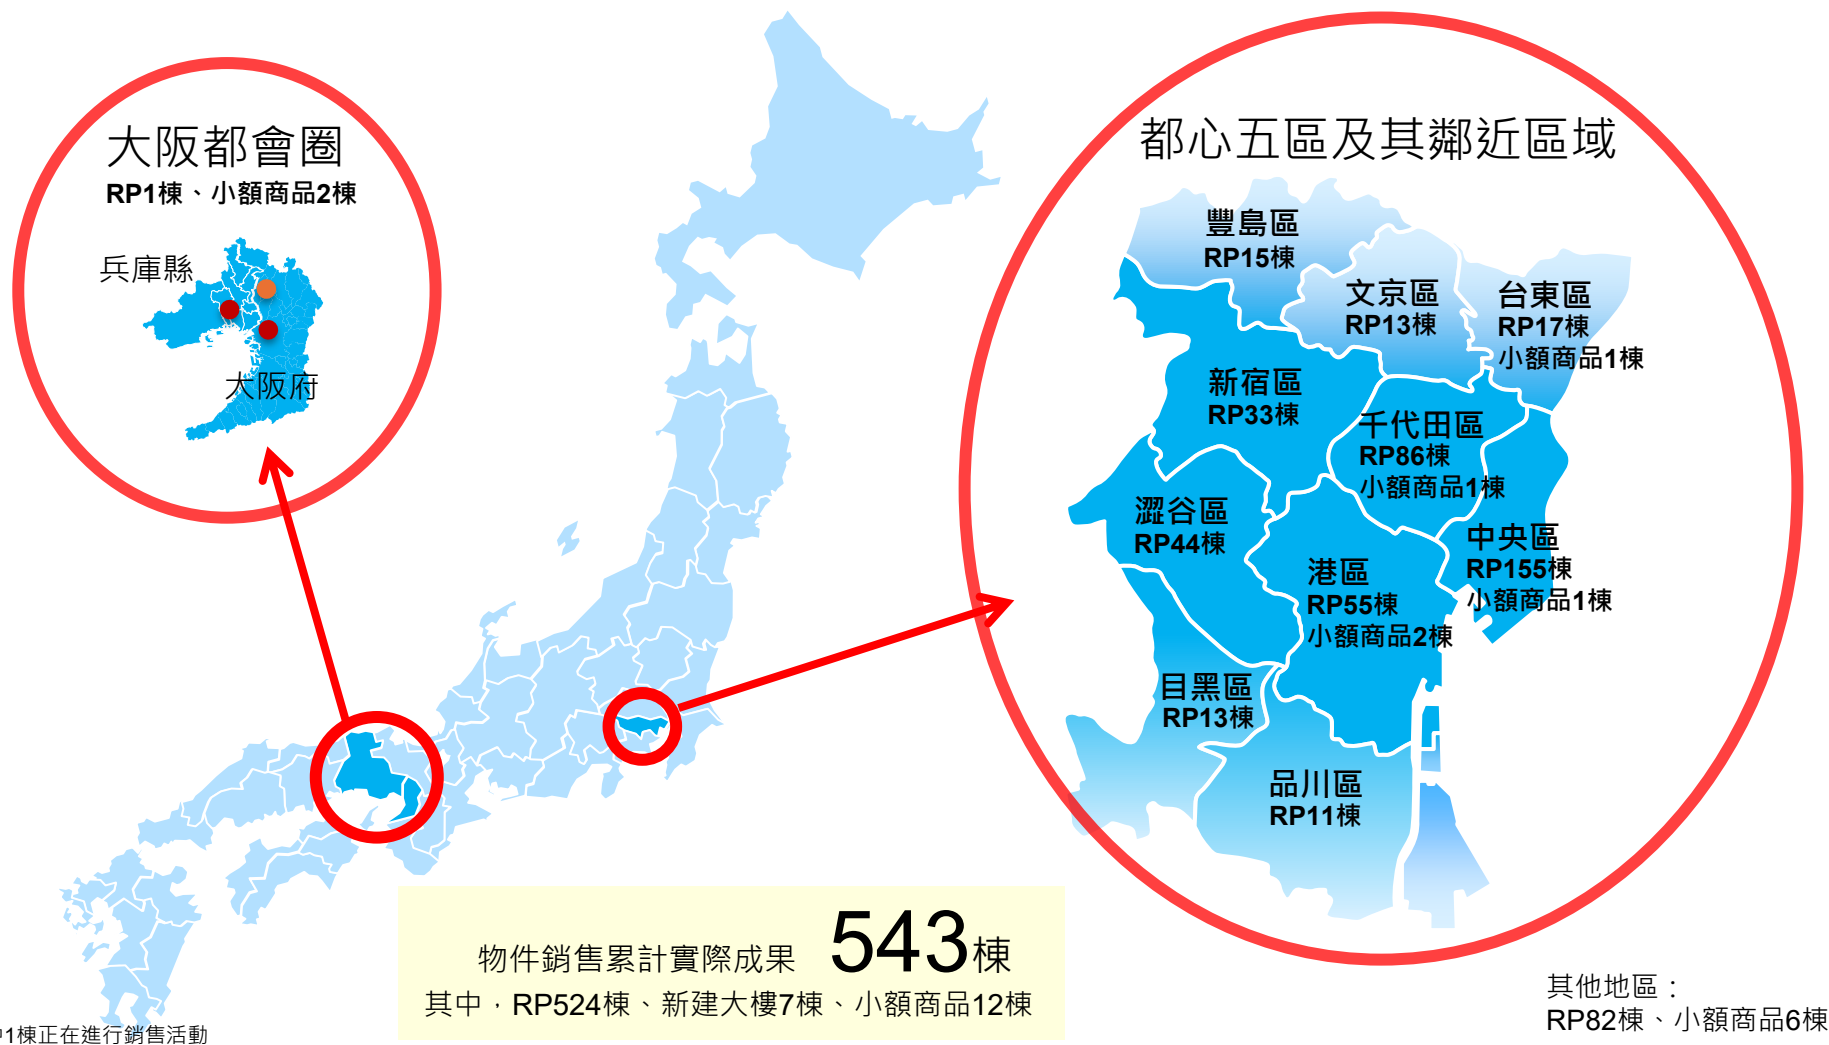 大阪都會圈
RP1棟、小額商品2棟
兵庫縣
大阪府
都心五區及其鄰近區域
豐島區
RP15棟
文京區
RP13棟
台東區
RP17棟
小額商品1棟
新宿區
RP33棟
千代田區
RP86棟
小額商品1棟
澀谷區
RP44棟
中央區
RP155棟
小額商品1棟
港區
RP55棟
小額商品2棟
目黑區
RP13棟
品川區
RP11棟
物件銷售累計實際成果 543棟
其中，RP524棟、新建大樓7棟、小額商品12棟
其他地區：
RP82棟、小額商品6棟
1棟正在進行銷售活動